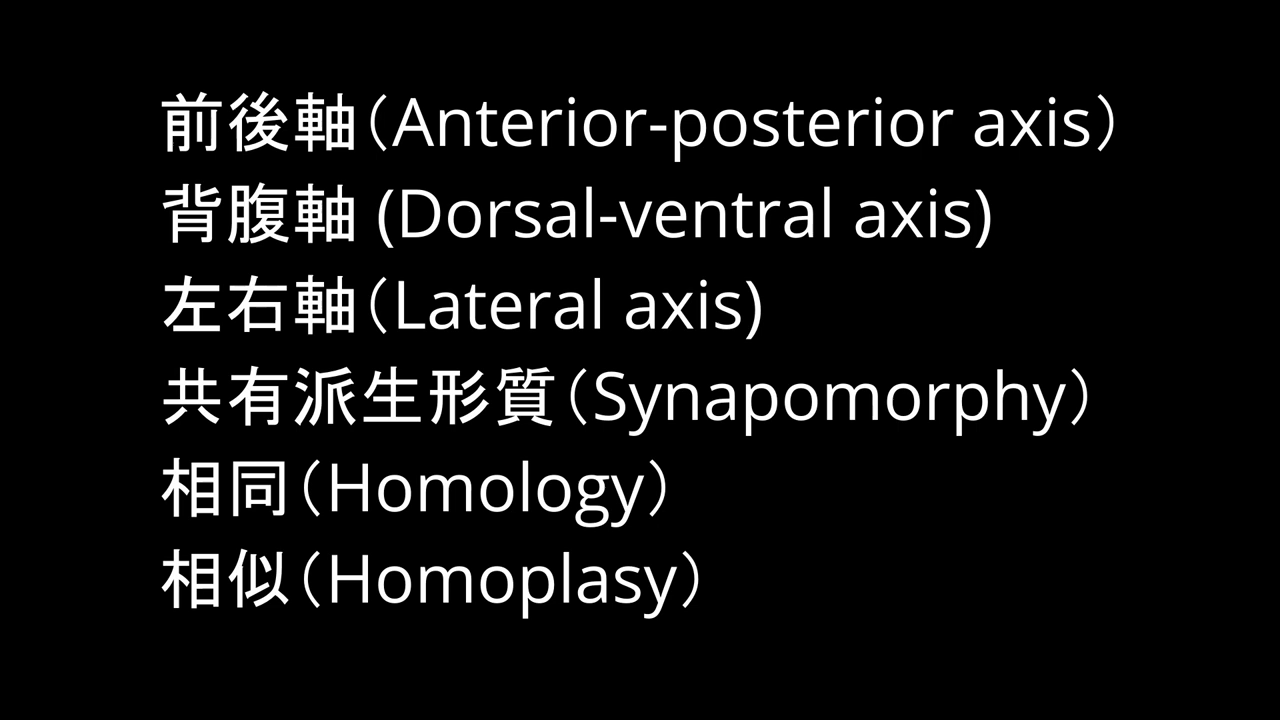 前後軸（Anterior-posterior axis）
背腹軸 (Dorsal-ventral axis)
左右軸（Lateral axis)
共有派生形質（Synapomorphy）
相同（Homology）
相似（Homoplasy）